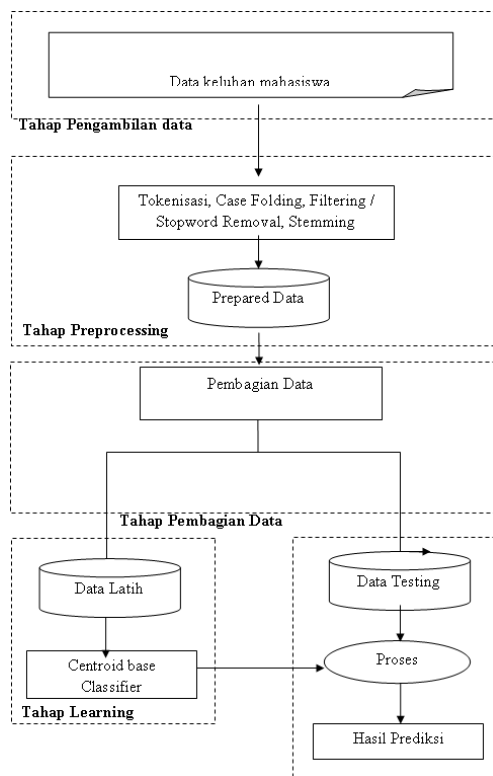 Data keluhan mahasiswa
Tahap Pengambilan data
Tokenisasi, Case Folding, Filtering /
Stopword Removal, Stemming
Prepared Data
Tahap Preprocessing
Pembagian Data
Tahap Pembagian Data
Data Latih
Data Testing
Centroid base
Classifier
Proses
Tahap Learning
Hasil Prediksi